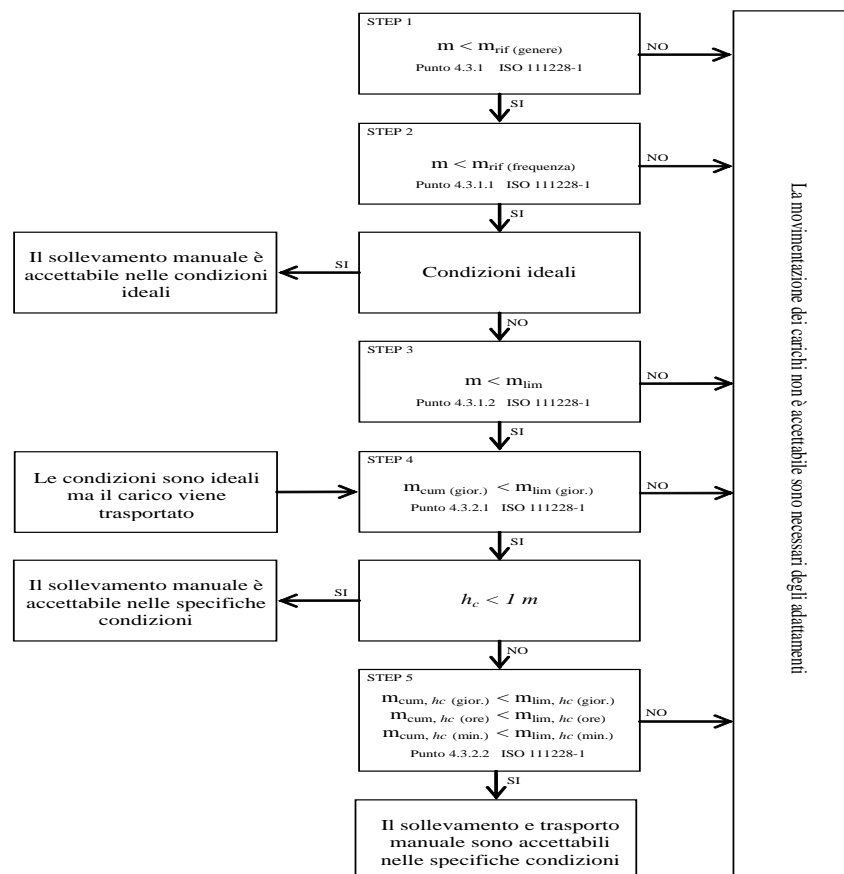 STEP 1
m < mrif (genere)
Punto 4.3.1 ISO 111228-1
NO
SI
STEP 2
m < mrif (frequenza)
Punto 4.3.1.1 ISO 111228-1
NO
SI
Il sollevamento manuale è
accettabile nelle condizioni
ideali
SI
Condizioni ideali
NO
STEP 3
m < mlim
Punto 4.3.1.2 ISO 111228-1
NO
SI
Le condizioni sono ideali
ma il carico viene
trasportato
STEP 4
mcum (gior.) < mlim (gior.)
Punto 4.3.2.1 ISO 111228-1
NO
SI
Il sollevamento manuale è
accettabile nelle specifiche
condizioni
SI
hc < 1 m
NO
STEP 5
mcum, hc (gior.) < mlim, hc (gior.)
mcum, hc (ore) < mlim, hc (ore)
mcum, hc (min.) < mlim, hc (min.)
Punto 4.3.2.2 ISO 111228-1
NO
SI
Il sollevamento e trasporto
manuale sono accettabili
nelle specifiche condizioni
La movimentazione dei carichi non è accettabile sono necessari degli adattamenti